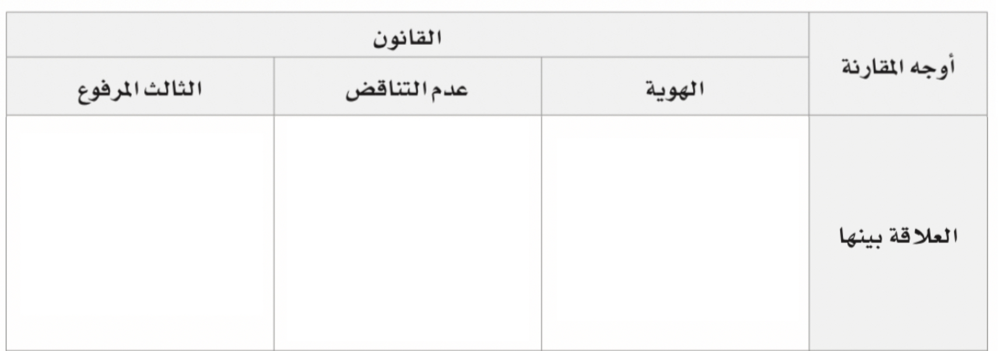 أوجه المقارنة
القانون
الهوية
عدم التناقض
الثالث المرفوع
العلاقة بينها